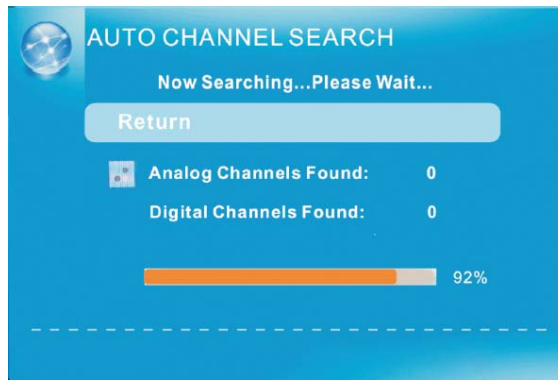 AUTO CHANNEL SEARCH
Now Searching...Please Wait...
Return
Analog Channels Found: 0
Digital Channels Found: 0
92%